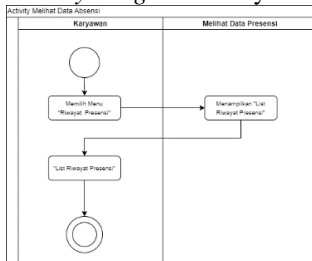 Activity Melihat Data Absensi
Karyawan
Melihat Data Presensi
Memilih Menu
"Riwayat Presensi"
Menampilkan "List
Riwayat Presensi"
"List Riwayat Presensi"